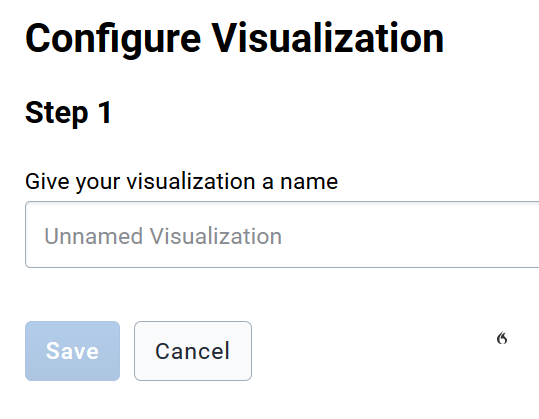 Configure Visualization
Step 1
Give your visualization a name
Unnamed Visualization
Save
Cancel